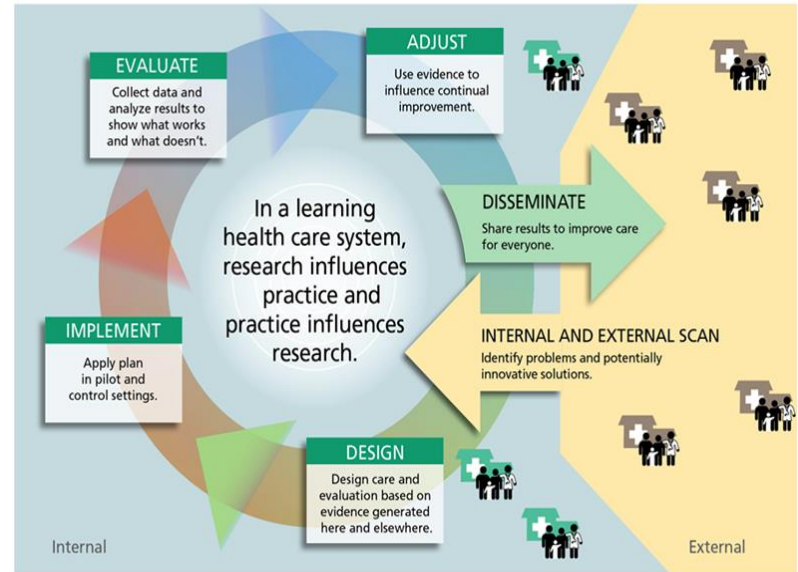 EVALUATE
Collect data and
analyze results to
show what works
and what doesn't.
ADJUST
Use evidence to
influence continual
improvement.
In a learning
health care system,
research influences
practice and
practice influences
research.
DISSEMINATE
Share results to improve care
for everyone.
INTERNAL AND EXTERNAL SCAN
Identify problems and potentially
innovative solutions.
IMPLEMENT
Apply plan
in pilot and
control settings.
DESIGN
Design care and
evaluation based on
evidence generated
here and elsewhere.
Internal
External